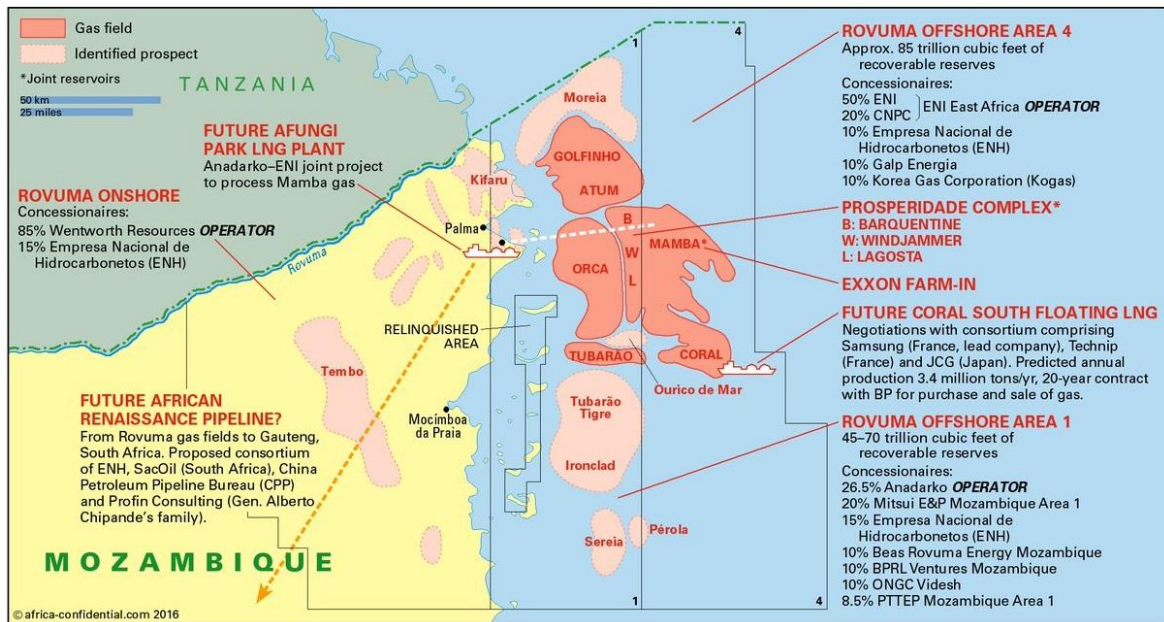 Gas field
Identified prospect
*Joint reservoirs
50 km
25 miles
TANZANIA
FUTURE AFUNGI
PARK LNG PLANT
Anadarko–ENI joint project
to process Mamba gas
ROVUMA ONSHORE
Concessionaires:
85% Wentworth Resources OPERATOR
15% Empresa Nacional de
Hidrocarbonetos (ENH)
Rovuma
Palma
Kifaru
RELINQUISHED
AREA
Tembo
Mocímboa
da Praia
FUTURE AFRICAN
RENAISSANCE PIPELINE?
From Rovuma gas fields to Gauteng,
South Africa. Proposed consortium
of ENH, SacOil (South Africa), China
Petroleum Pipeline Bureau (CPP)
and Profin Consulting (Gen. Alberto
Chipande's family).
MOZAMBIQUE
© africa-confidential.com 2016
1
4
Moreia
GOLFINHO
ATUM
B
W
L
MAMBA*
ORCA
TUBARÃO
CORAL
Ouriço de Mar
Tubarão
Tigre
Ironclad
Sereia
Pérola
1
4
ROVUMA OFFSHORE AREA 4
Approx. 85 trillion cubic feet of
recoverable reserves
Concessionaires:
50% ENI
20% CNPC
ENI East Africa OPERATOR
10% Empresa Nacional de
Hidrocarbonetos (ENH)
10% Galp Energia
10% Korea Gas Corporation (Kogas)
PROSPERIDADE COMPLEX*
B: BARQUENTINE
W: WINDJAMMER
L: LAGOSTA
EXXON FARM-IN
FUTURE CORAL SOUTH FLOATING LNG
Negotiations with consortium comprising
Samsung (France, lead company), Technip
(France) and JCG (Japan). Predicted annual
production 3.4 million tons/yr, 20-year contract
with BP for purchase and sale of gas.
ROVUMA OFFSHORE AREA 1
45–70 trillion cubic feet of
recoverable reserves
Concessionaires:
26.5% Anadarko OPERATOR
20% Mitsui E&P Mozambique Area 1
15% Empresa Nacional de
Hidrocarbonetos (ENH)
10% Beas Rovuma Energy Mozambique
10% BPRL Ventures Mozambique
10% ONGC Videsh
8.5% PTTEP Mozambique Area 1